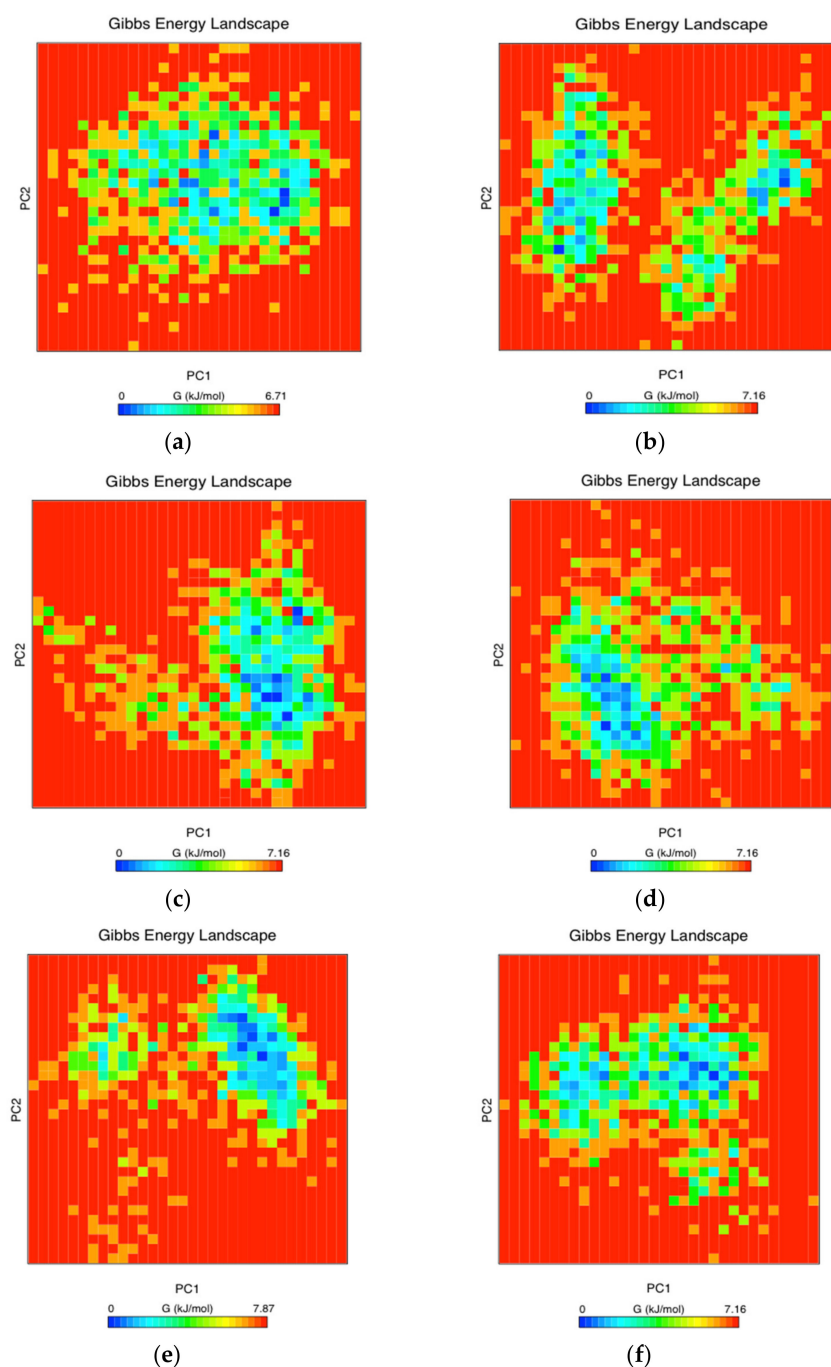 Gibbs Energy Landscape
PC2
PC1
0 G (kJ/mol) 6.71
(a)
Gibbs Energy Landscape
PC2
PC1
0 G (kJ/mol) 7.16
(b)
Gibbs Energy Landscape
PC2
PC1
0 G (kJ/mol) 7.16
(c)
Gibbs Energy Landscape
PC2
PC1
0 G (kJ/mol) 7.16
(d)
Gibbs Energy Landscape
PC2
PC1
0 G (kJ/mol) 7.87
(e)
Gibbs Energy Landscape
PC2
PC1
0 G (kJ/mol) 7.16
(f)